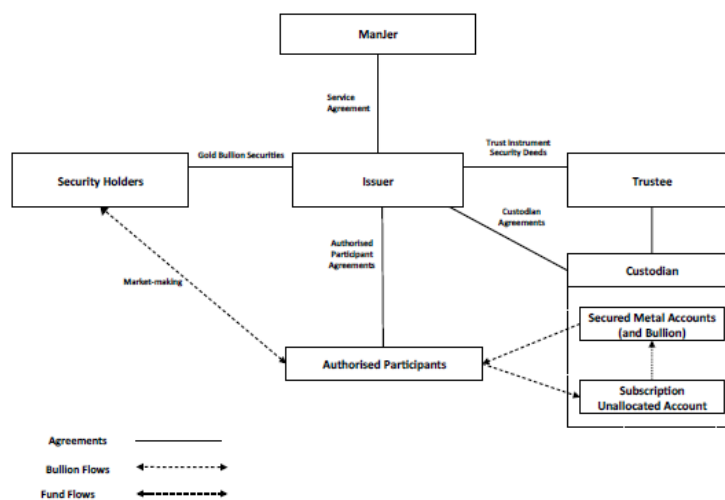 ManJer
Service
Agreement
Gold Bullion Securities
Trust Instrument
Security Deeds
Security Holders
Issuer
Trustee
Custodian
Agreements
Authorised
Participant
Agreements
Custodian
Market-making
Secured Metal Accounts
(and Bullion)
Authorised Participants
Subscription
Unallocated Account
Agreements
Bullion Flows
Fund Flows